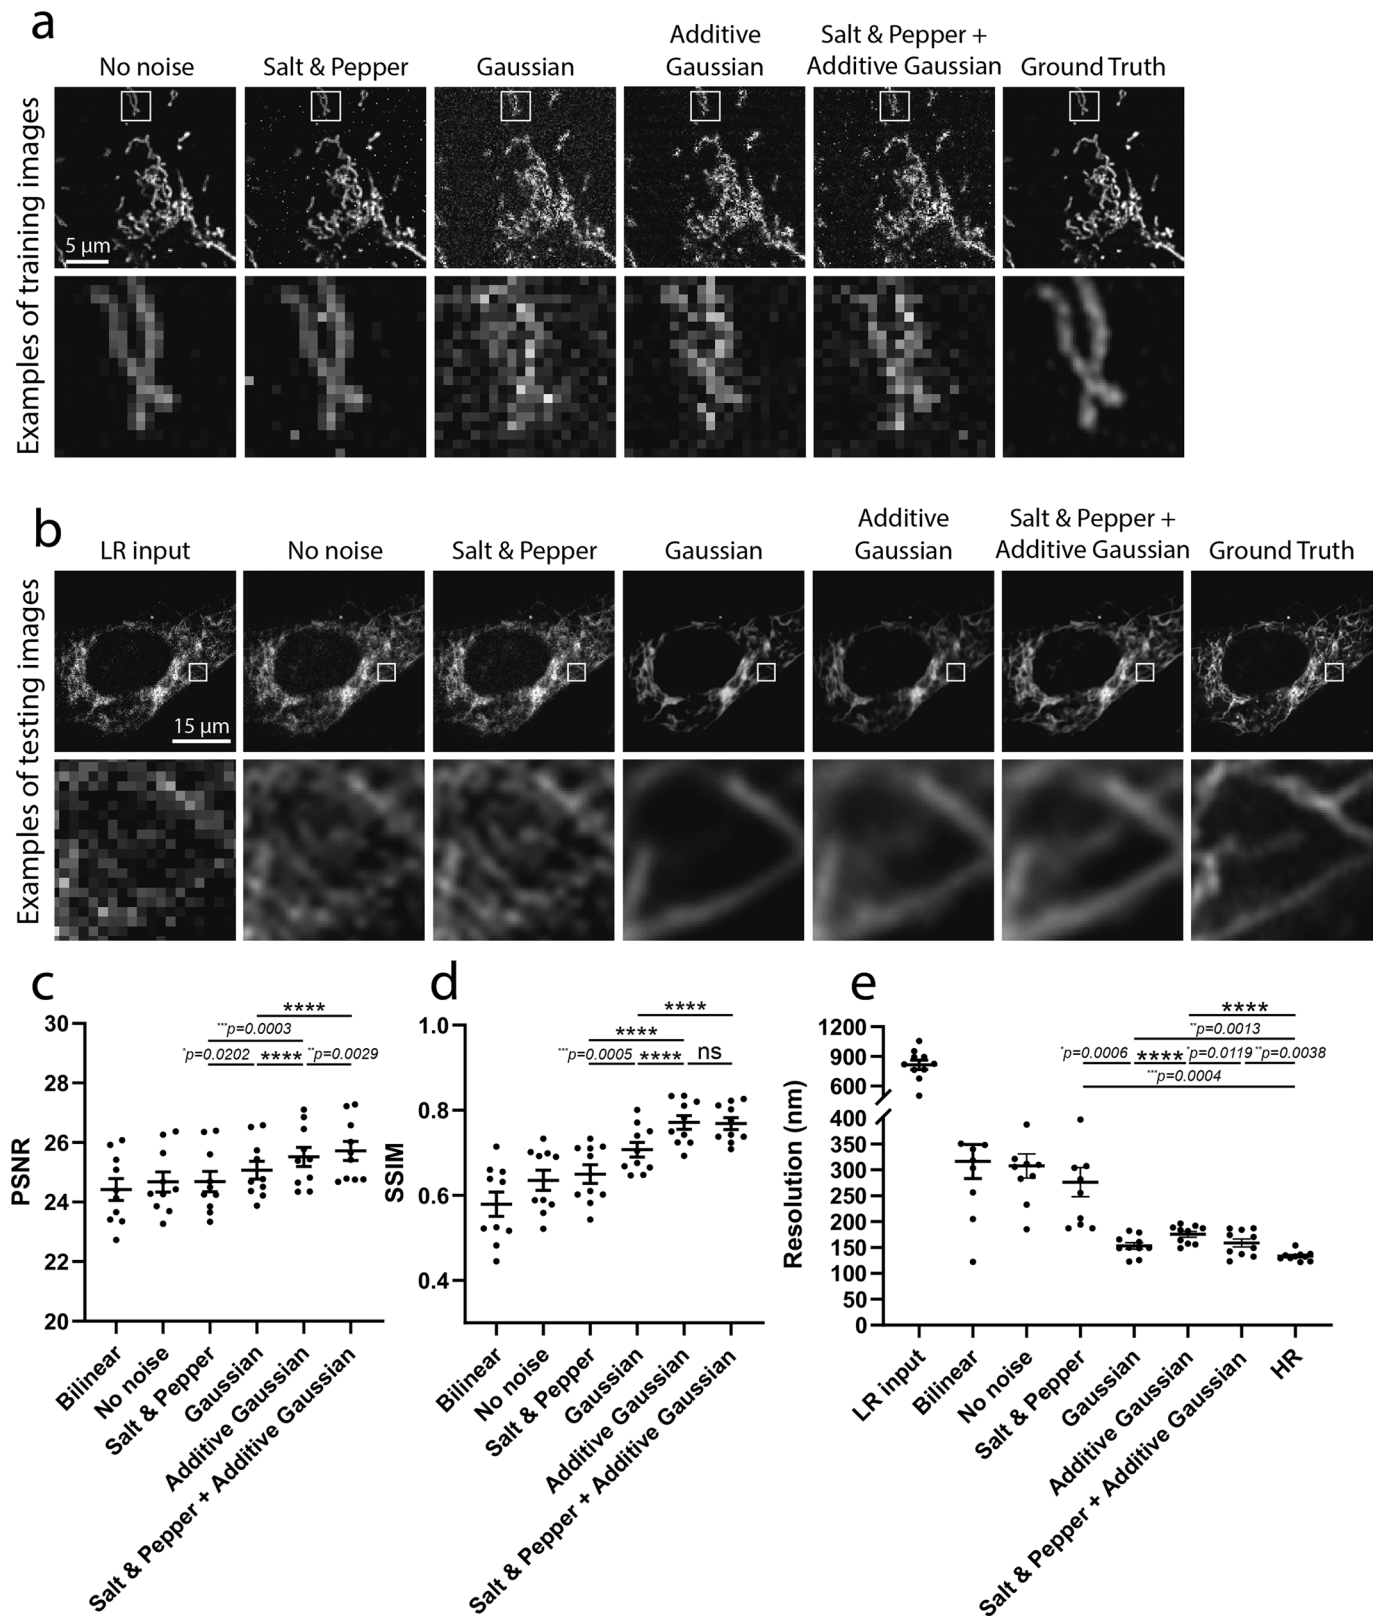 a
Additive
Salt & Pepper +
No noise
Salt & Pepper
Gaussian
Gaussian
Additive Gaussian
Ground Truth
Examples of training images
5 µm
b
Additive
Salt & Pepper +
LR input
No noise
Salt & Pepper
Gaussian
Gaussian
Additive Gaussian
Ground Truth
Examples of testing images
15 µm
c
****
***p=0.0003
*p=0.0202
****
**p=0.0029
PSNR
30
28
26
24
22
20
Bilinear
No noise
Salt & Pepper
Gaussian
Additive Gaussian
Salt & Pepper + Additive Gaussian
d
****
****
***p=0.0005
****
ns
SSIM
1.0
0.8
0.6
0.4
Bilinear
No noise
Salt & Pepper
Gaussian
Additive Gaussian
Salt & Pepper + Additive Gaussian
e
****
**p=0.0013
*p=0.0006
****
*p=0.0119
**p=0.0038
***p=0.0004
Resolution (nm)
1200
900
600
400
350
300
250
200
150
100
50
0
LR input
Bilinear
No noise
Salt & Pepper
Gaussian
Additive Gaussian
Salt & Pepper + Additive Gaussian
HR